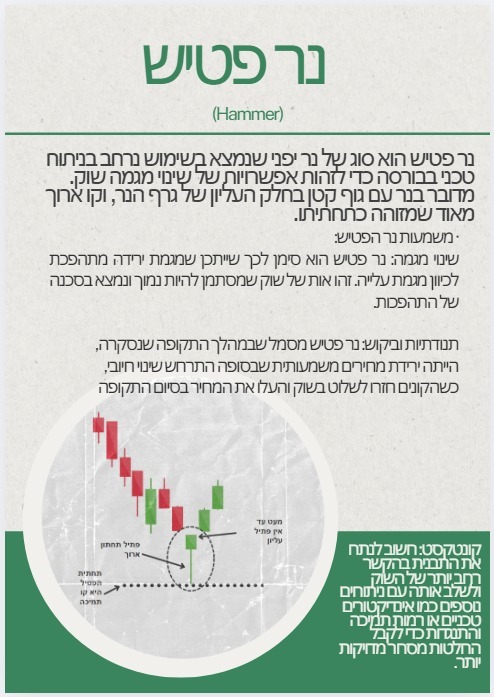 נר פטיש
(Hammer)
נר פטיש הוא סוג של נר יפני שנמצא בשימוש נרחב בניתוח
טכני בבורסה כדי לזהות אפשרויות של שינוי מגמה שוק.
מדובר בנר עם גוף קטן בחלק העליון של גרף הנר, וקו ארוך
מאוד שמזוהה כתחתיתו.
· משמעות נר הפטיש:
שינוי מגמה: נר פטיש הוא סימן לכך שייתכן שמגמת ירידה מתהפכת
לכיוון מגמת עלייה. זהו אות של שוק שמסתמן להיות נמוך ונמצא בסכנה
של התהפכות.
תנודתיות וביקוש: נר פטיש מסמל שבמהלך התקופה שנסקרה,
הייתה ירידת מחירים משמעותית שבסופה התרחש שינוי חיובי,
כשהקונים חזרו לשלוט בשוק והעלו את המחיר בסיום התקופה
מעט עד
אין פתיל
עליון
פתיל תחתון
ארוך
תחתית
הפטיל
היא קו
תמיכה
קונטקסט: חשוב לנתח
את התבנית בהקשר
רחב יותר של השוק
ולשלב אותה עם ניתוחים
נוספים כמו אינדיקטורים
טכניים או רמות תמיכה
והתנגדות כדי לקבל
החלטות מסחר מדויקות
יותר.